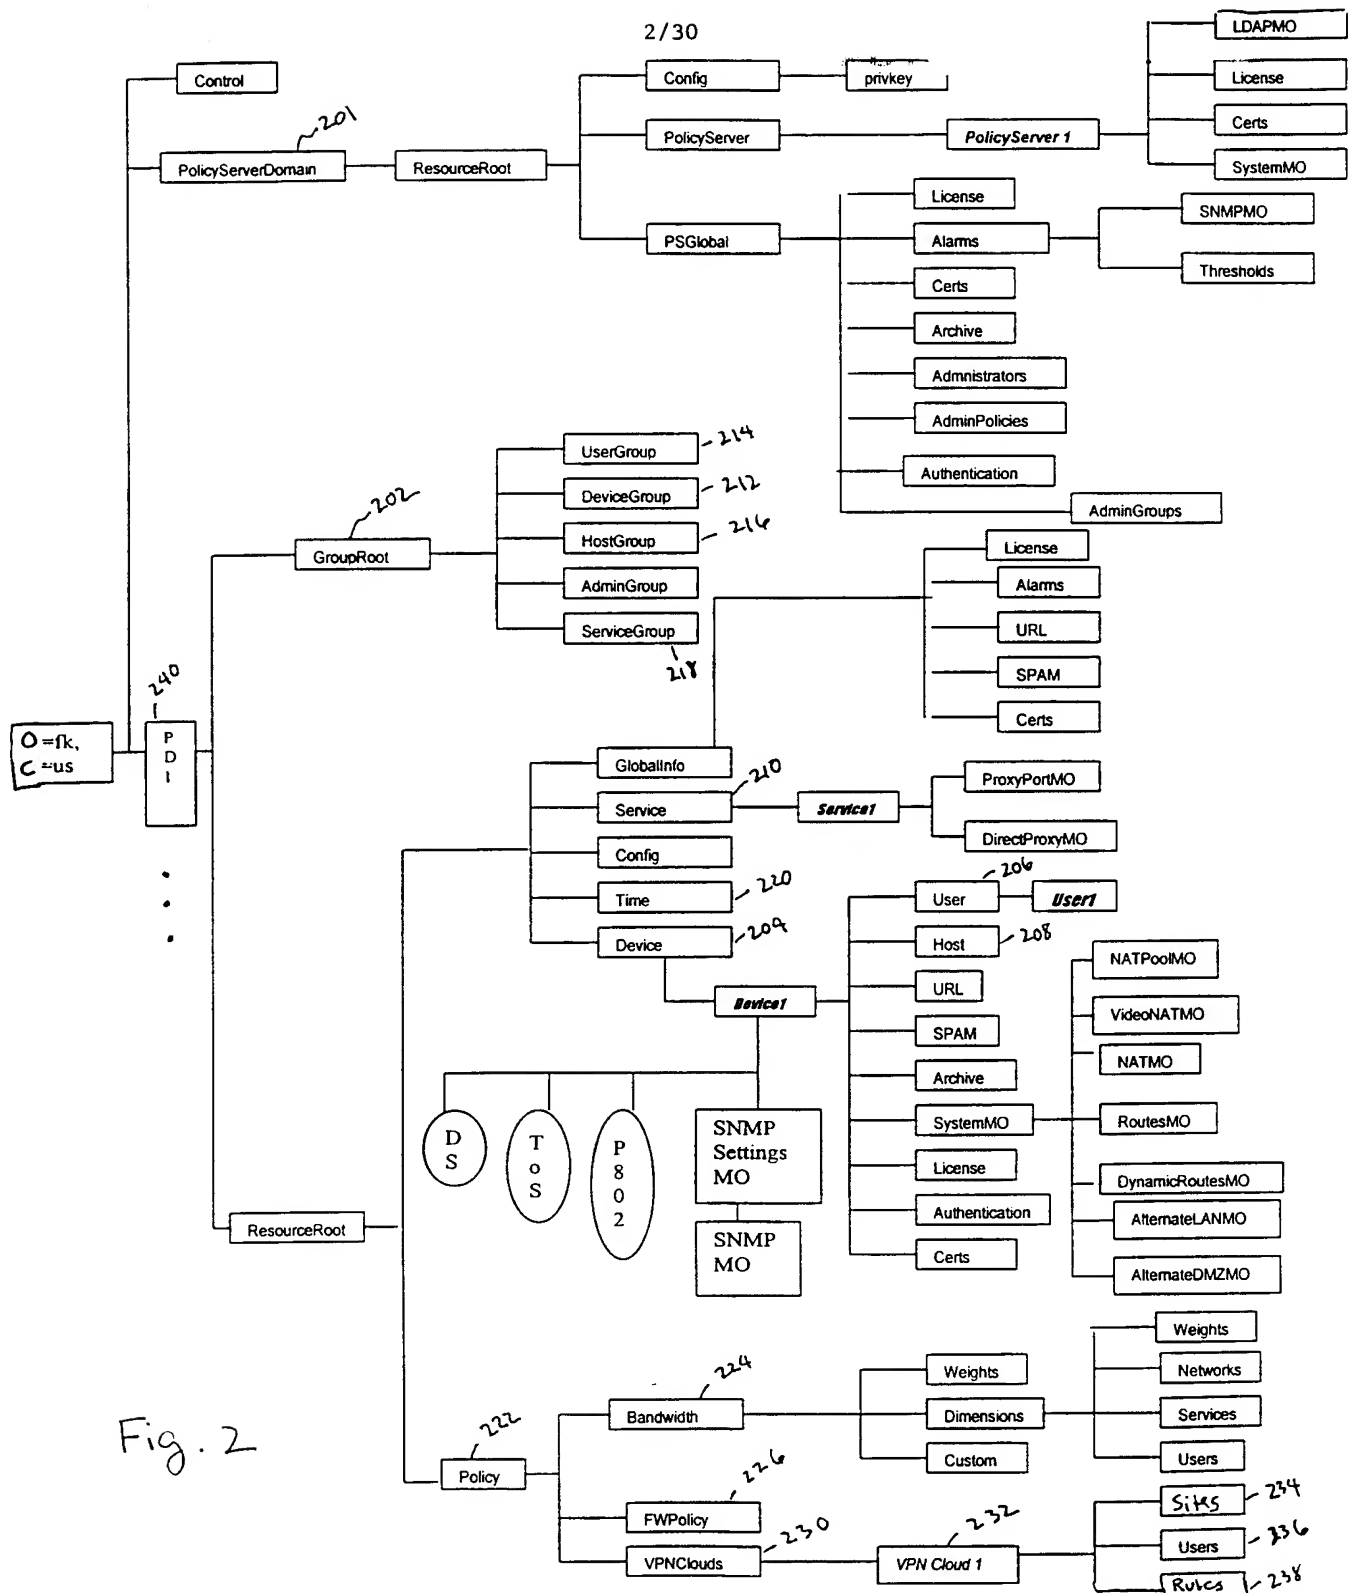 2/30
LDAPMO
Control
Config
privkey
License
201
PolicyServer
PolicyServer 1
Certs
PolicyServerDomain
ResourceRoot
SystemMO
License
SNMPMO
PSGlobal
Alarms
Thresholds
Certs
Archive
Admnistrators
AdminPolicies
UserGroup
214
Authentication
DeviceGroup
212
202
AdminGroups
HostGroup
216
GroupRoot
License
AdminGroup
Alarms
ServiceGroup
218
URL
SPAM
240
Certs
O=fk,
C=us
P
D
I
GlobalInfo
ProxyPortMO
210
Service
Service1
DirectProxyMO
Config
206
Time
220
User
User1
Device
204
Host
208
NATPoolMO
URL
Device1
VideoNATMO
SPAM
NATMO
Archive
D
S
T
o
S
P
8
0
2
SNMP
Settings
MO
SystemMO
RoutesMO
License
DynamicRoutesMO
Authentication
AlternateLANMO
ResourceRoot
SNMP
MO
Certs
AlternateDMZMO
Weights
224
Weights
Networks
Bandwidth
Dimensions
Services
222
Custom
Users
Fig. 2
Policy
226
Sites
234
FWPolicy
230
232
Users
236
VPNClouds
VPN Cloud 1
Rules
238